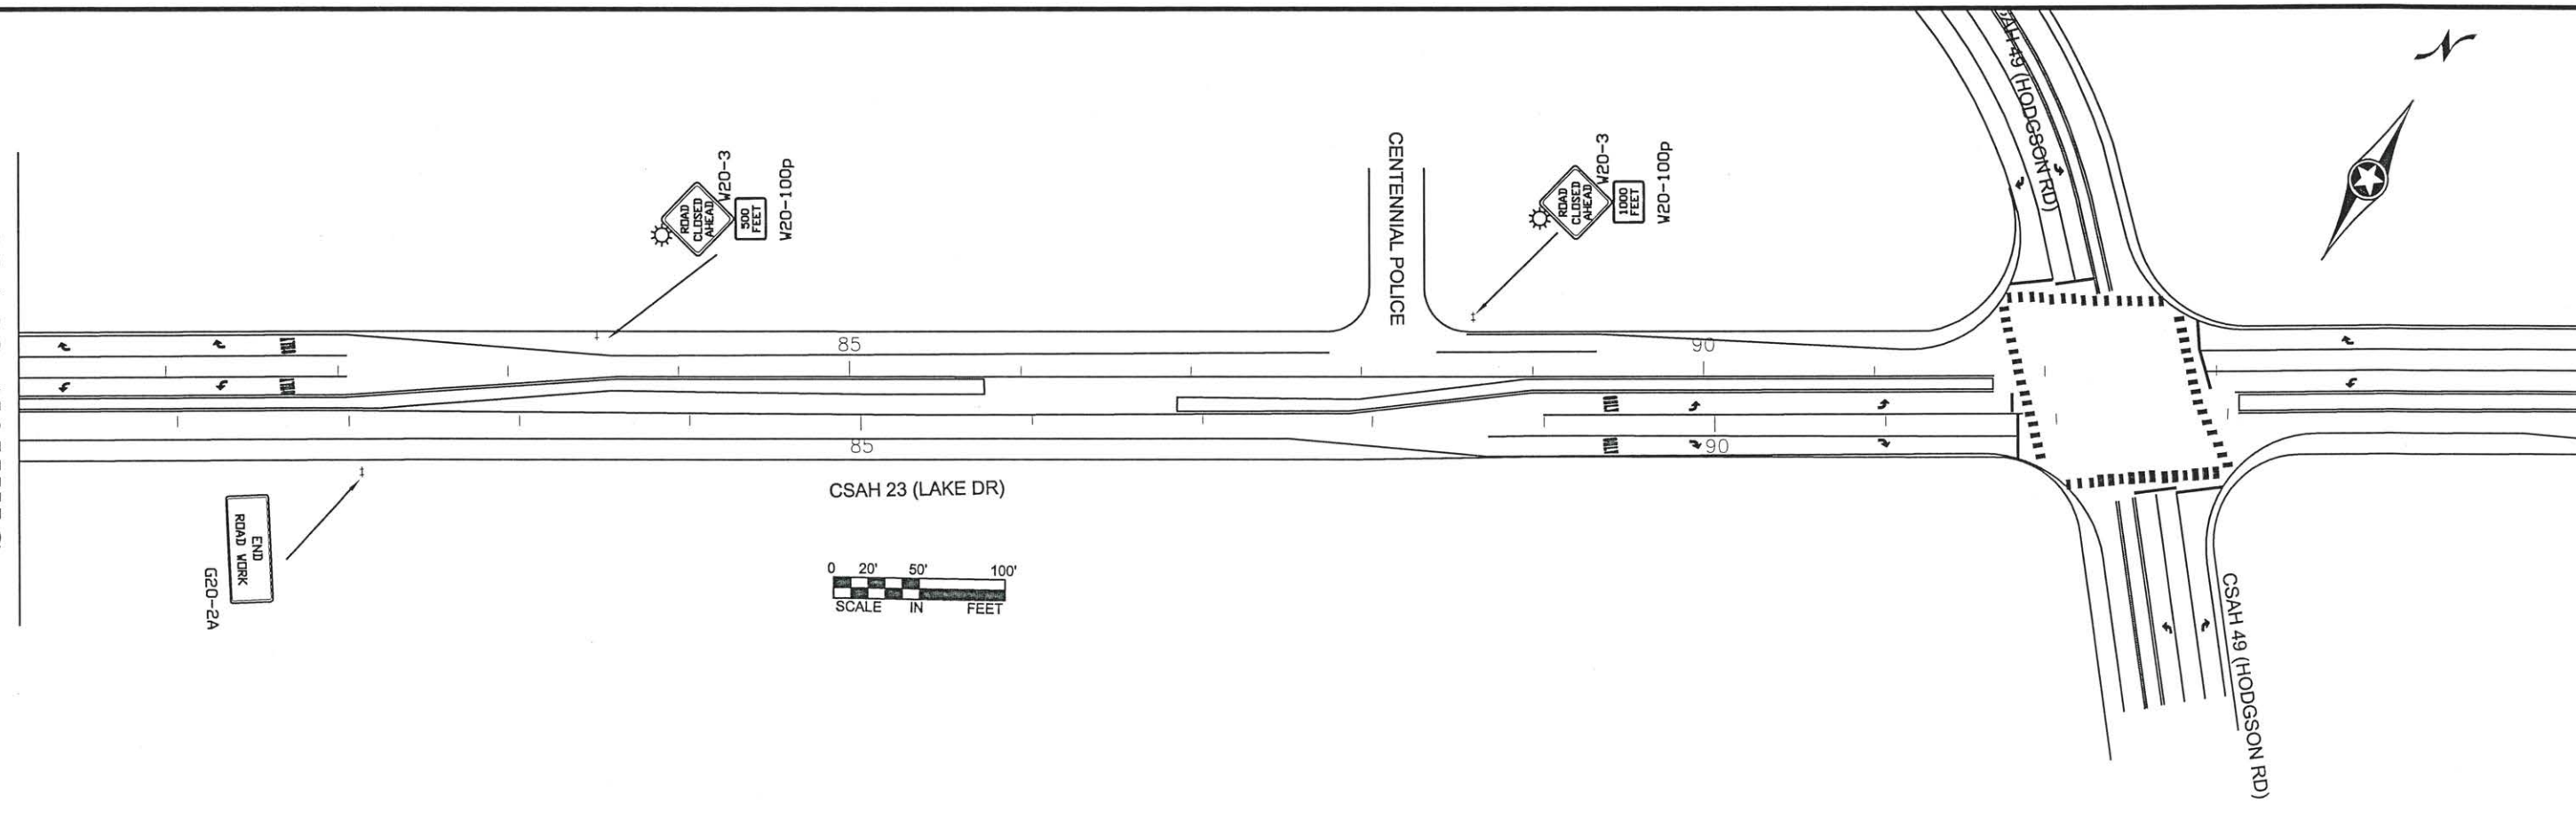 CSAH 49 (HODGSON RD)
N
W20-3
ROAD
CLOSED
AHEAD
500
FEET
W20-100p
CENTENNIAL POLICE
W20-3
ROAD
CLOSED
AHEAD
1000
FEET
W20-100p
85
90
85
90
CSAH 23 (LAKE DR)
END
ROAD WORK
G20-2A
0 20' 50' 100'
SCALE IN FEET
CSAH 49 (HODGSON RD)